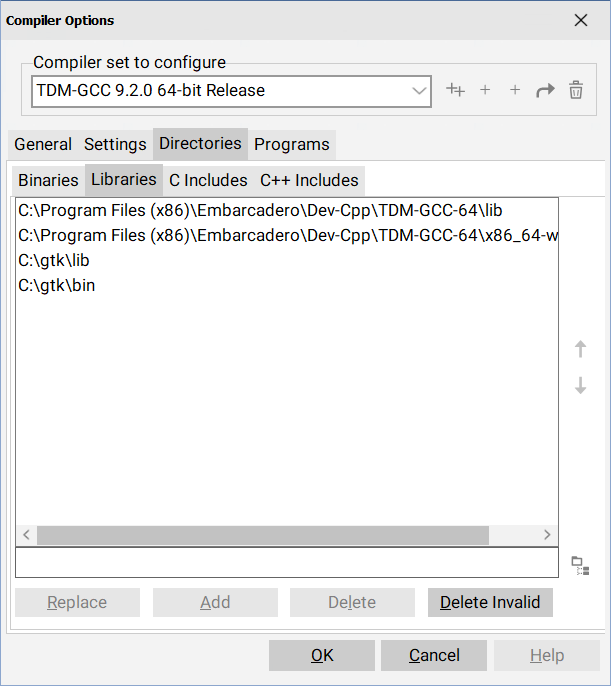 Compiler Options
Compiler set to configure
TDM-GCC 9.2.0 64-bit Release
General Settings Directories Programs
Binaries Libraries C Includes C++ Includes
C:\Program Files (x86)\Embarcadero\Dev-Cpp\TDM-GCC-64\lib
C:\Program Files (x86)\Embarcadero\Dev-Cpp\TDM-GCC-64\x86_64-w
C:\gtk\lib
C:\gtk\bin
Replace Add Delete Delete Invalid
OK Cancel Help